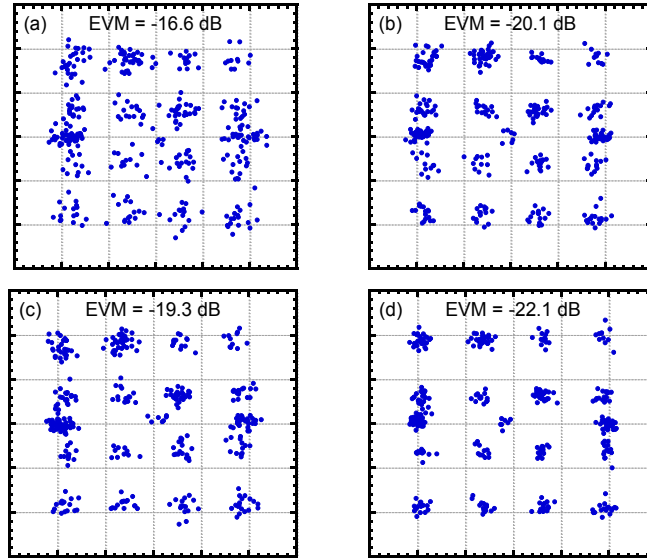 (a) EVM = -16.6 dB
(b) EVM = -20.1 dB
(c) EVM = -19.3 dB
(d) EVM = -22.1 dB